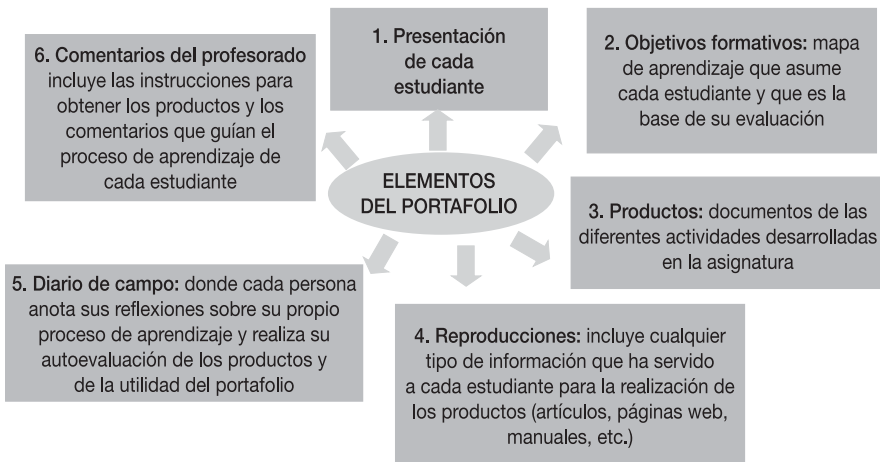 1. Presentación
de cada
estudiante
2. Objetivos formativos: mapa
de aprendizaje que asume
cada estudiante y que es la
base de su evaluación
3. Productos: documentos de las
diferentes actividades desarrolladas
en la asignatura
4. Reproducciones: incluye cualquier
tipo de información que ha servido
a cada estudiante para la realización de
los productos (artículos, páginas web,
manuales, etc.)
5. Diario de campo: donde cada persona
anota sus reflexiones sobre su propio
proceso de aprendizaje y realiza su
autoevaluación de los productos y
de la utilidad del portafolio
6. Comentarios del profesorado
incluye las instrucciones para
obtener los productos y los
comentarios que guían el
proceso de aprendizaje de
cada estudiante
ELEMENTOS
DEL PORTAFOLIO